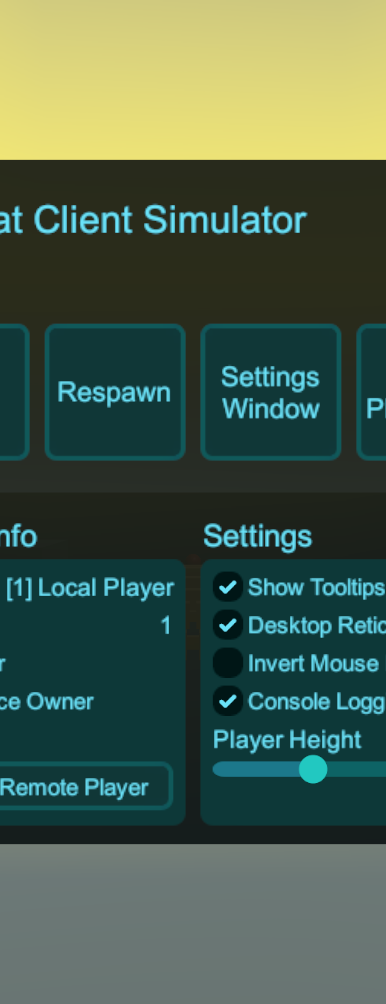 at Client Simulator
Respawn
Settings
Window
Pl
nfo
[1] Local Player
1
r
ce Owner
Remote Player
Settings
Show Tooltips
Desktop Retic
Invert Mouse
Console Logg
Player Height